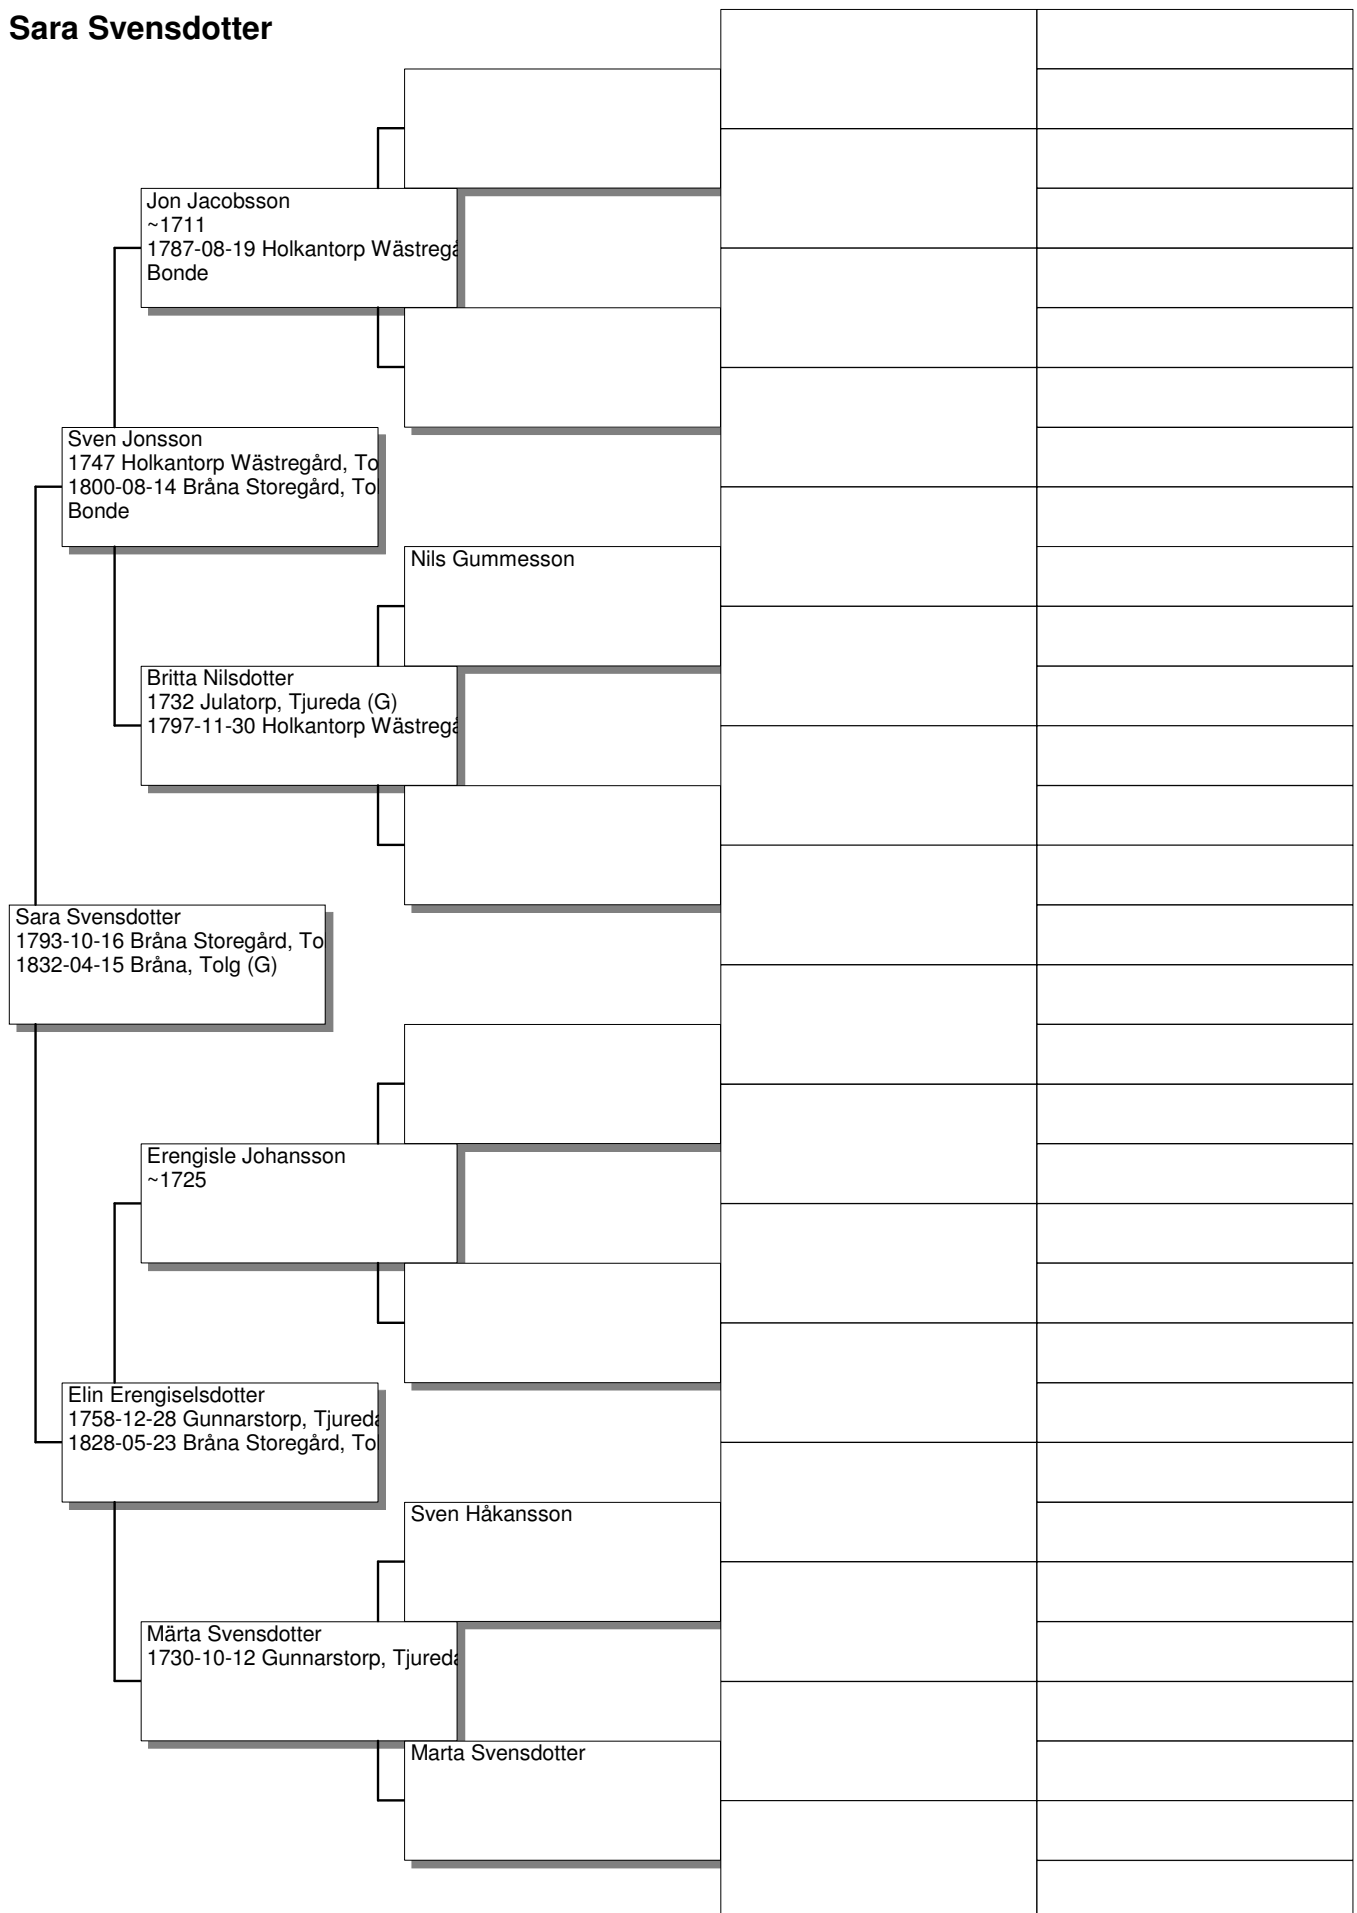 Sara Svensdotter
Jon Jacobsson
~1711
1787-08-19 Holkantorp Wästregå
Bonde
Sven Jonsson
1747 Holkantorp Wästregård, To
1800-08-14 Bråna Storegård, Tol
Bonde
Nils Gummesson
Britta Nilsdotter
1732 Julatorp, Tjureda (G)
1797-11-30 Holkantorp Wästregå
Sara Svensdotter
1793-10-16 Bråna Storegård, To
1832-04-15 Bråna, Tolg (G)
Erengisle Johansson
~1725
Elin Erengiselsdotter
1758-12-28 Gunnarstorp, Tjureda
1828-05-23 Bråna Storegård, Tol
Sven Håkansson
Märta Svensdotter
1730-10-12 Gunnarstorp, Tjureda
Marta Svensdotter